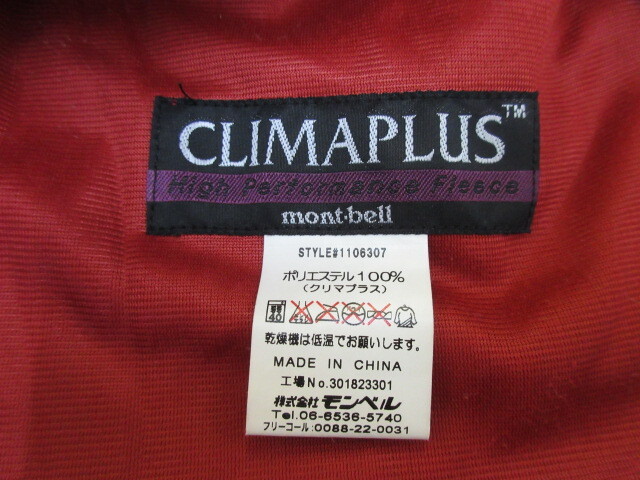 CLIMAPLUS™
High Performance Fleece
mont·bell
STYLE#1106307
ポリエステル100%
(クリマプラス)
40
乾燥機は低温でお願いします。
MADE IN CHINA
工場No.301823301
株式会社モンベル
Tel.06-6536-5740
フリーコール:0088-22-0031